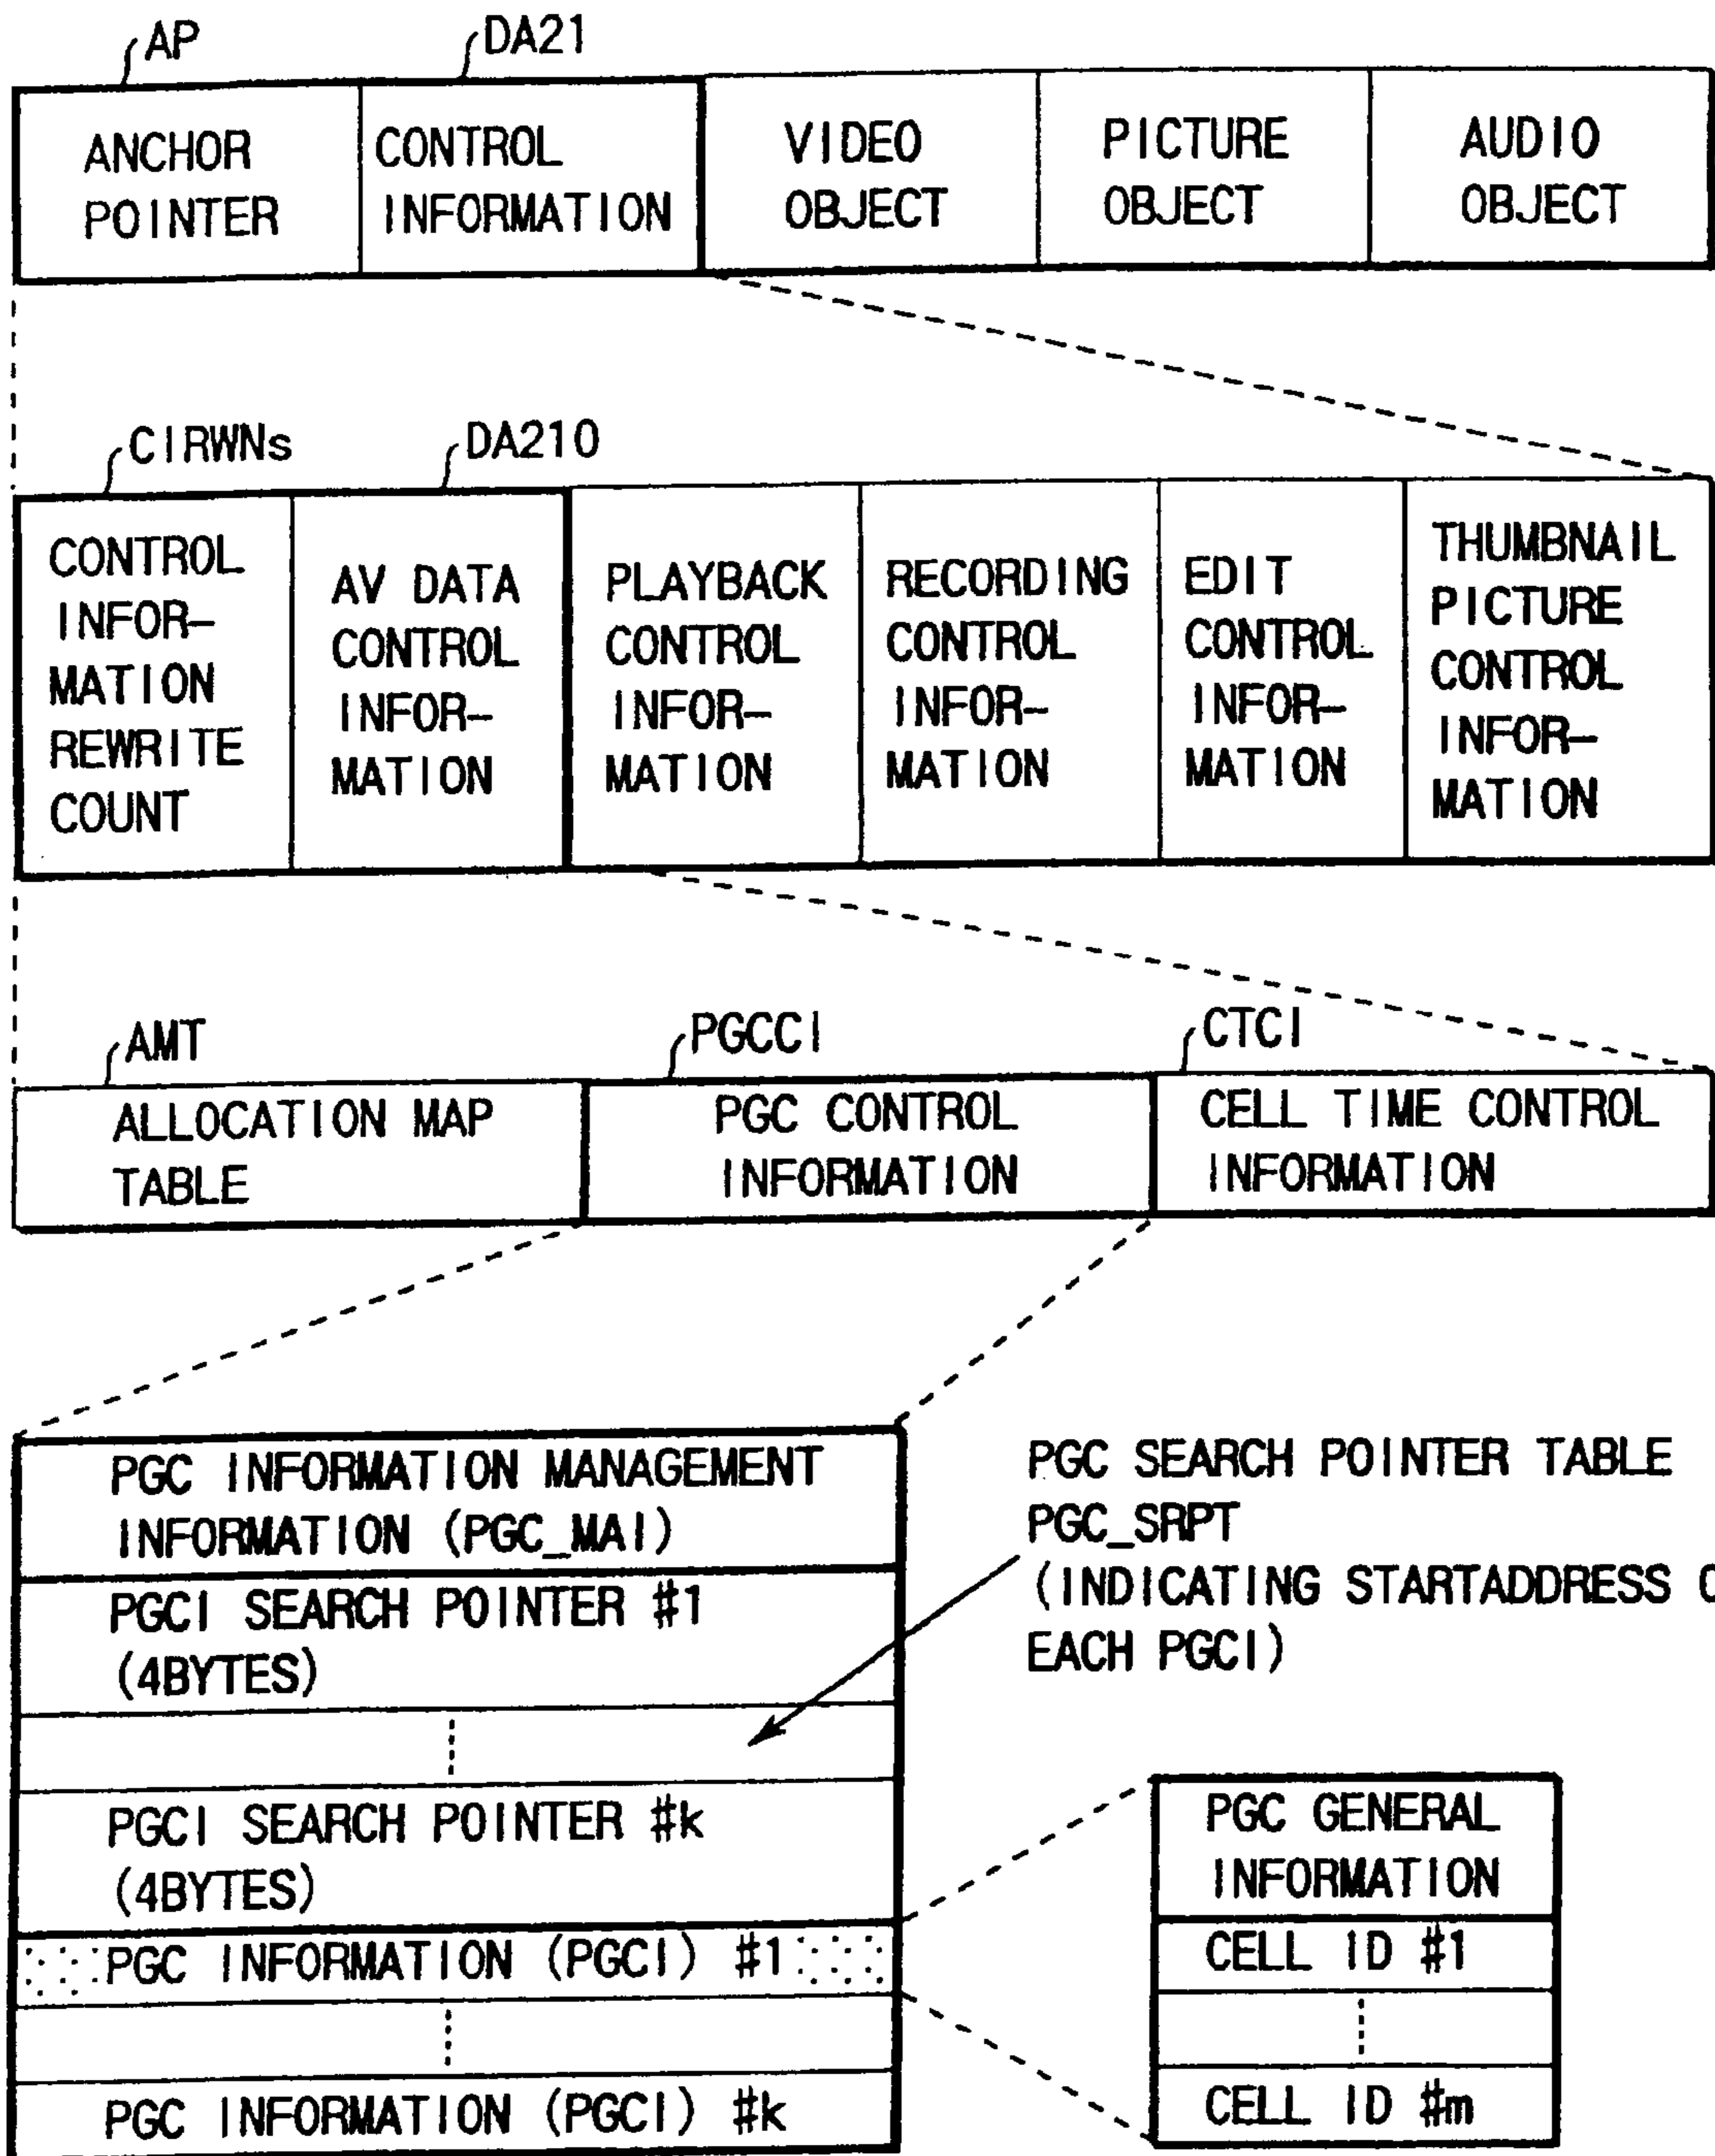 AP
DA21
ANCHOR
POINTER
CONTROL
INFORMATION
VIDEO
OBJECT
PICTURE
OBJECT
AUDIO
OBJECT
CIRWNs
DA210
CONTROL
INFOR-
MATION
REWRITE
COUNT
AV DATA
CONTROL
INFOR-
MATION
PLAYBACK
CONTROL
INFOR-
MATION
RECORDING
CONTROL
INFOR-
MATION
EDIT
CONTROL
INFOR-
MATION
THUMBNAIL
PICTURE
CONTROL
INFOR-
MATION
AMT
PGCCI
CTCI
ALLOCATION MAP
TABLE
PGC CONTROL
INFORMATION
CELL TIME CONTROL
INFORMATION
PGC INFORMATION MANAGEMENT
INFORMATION (PGC_MAI)
PGCI SEARCH POINTER #1
(4BYTES)
PGCI SEARCH POINTER #k
(4BYTES)
PGC INFORMATION (PGCI) #1
PGC INFORMATION (PGCI) #k
PGC SEARCH POINTER TABLE
PGC_SRPT
(INDICATING STARTADDRESS
EACH PGCI)
PGC GENERAL
INFORMATION
CELL ID #1
CELL ID #m